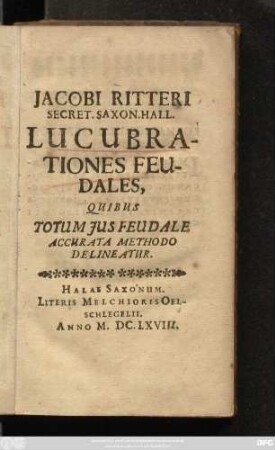 JACOBI RITTERI
SECRET. SAXON. HALL.
LUCUBRA-
TIONES FEU-
DALES,
QUIBUS
TOTUM JUS FEUDALE
ACCURATA METHODO
DELINEATUR.
HALAE SAXONUM.
LITERIS MELCHIORIS OEL-
SCHLEGELII.
ANNO M. DC. LXVIII.